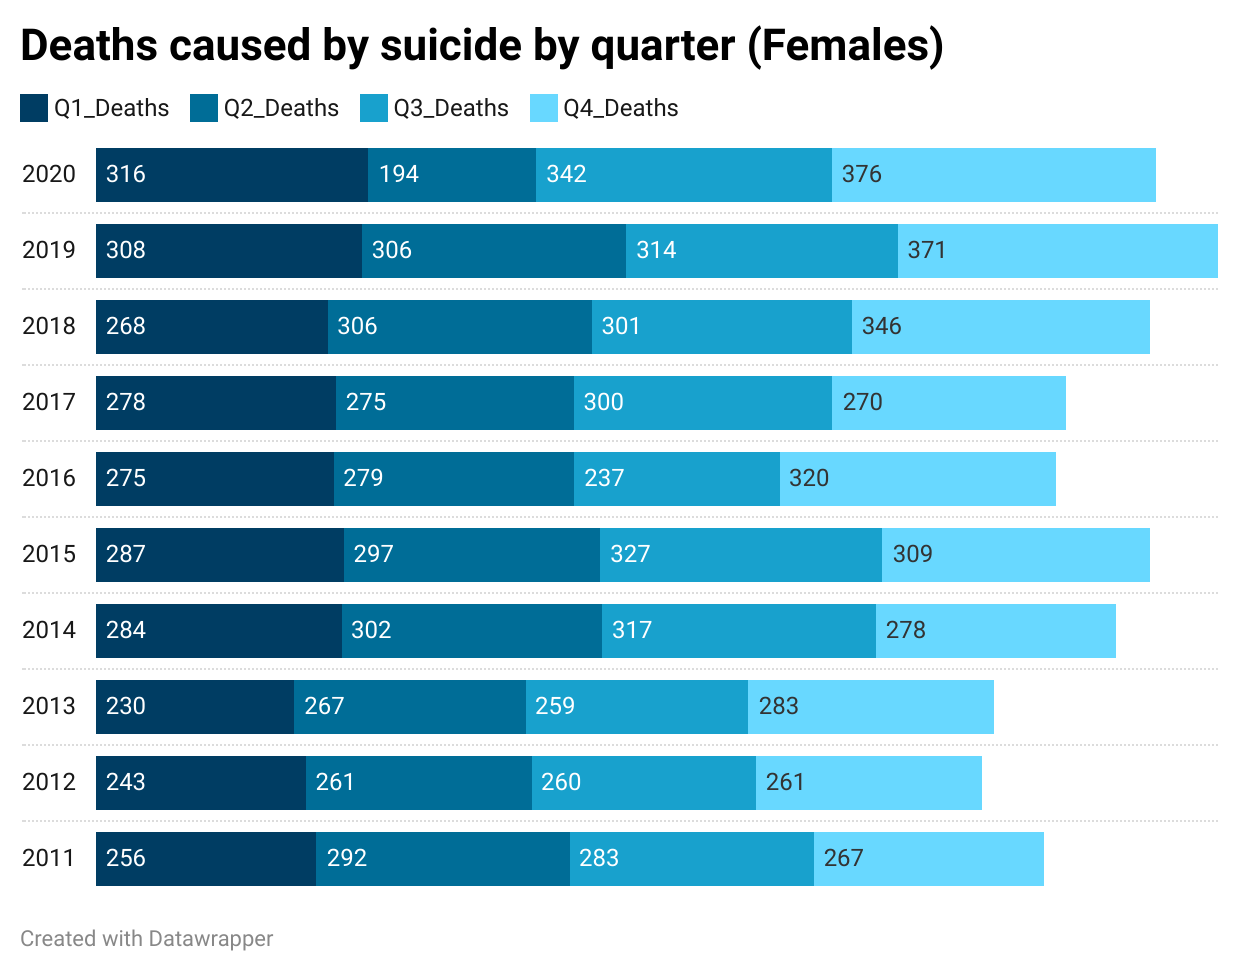 Deaths caused by suicide by quarter (Females)
Q1_Deaths Q2_Deaths Q3_Deaths Q4_Deaths
2020 316 194 342 376
2019 308 306 314 371
2018 268 306 301 346
2017 278 275 300 270
2016 275 279 237 320
2015 287 297 327 309
2014 284 302 317 278
2013 230 267 259 283
2012 243 261 260 261
2011 256 292 283 267
Created with Datawrapper